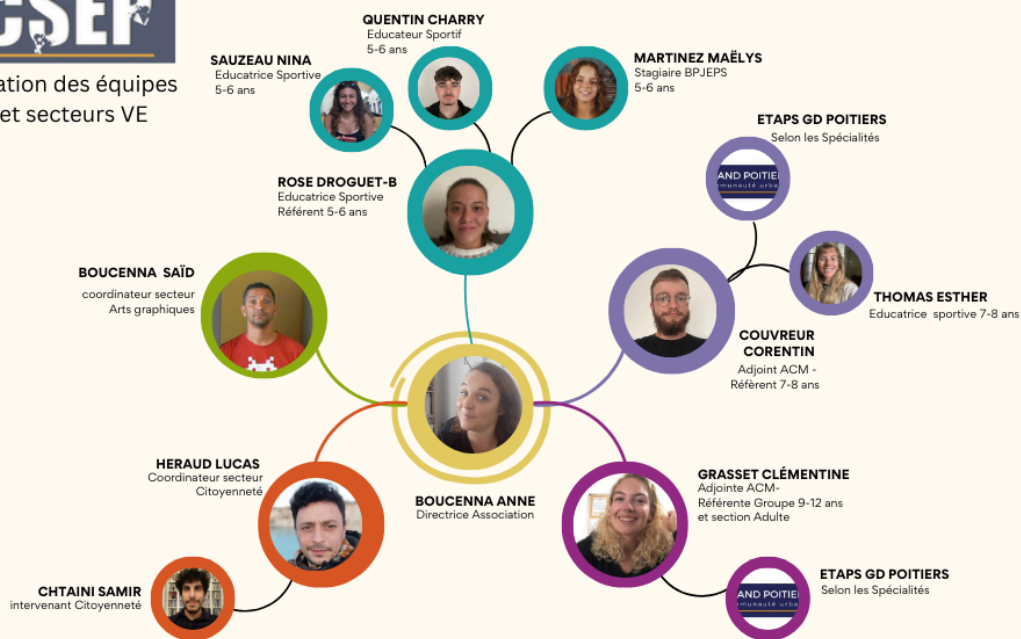 CSEP
ation des équipes
et secteurs VE
QUENTIN CHARRY
Educateur Sportif
5-6 ans
SAUZEAU NINA
Educatrice Sportive
5-6 ans
MARTINEZ MAËLYS
Stagiaire BPJEPS
5-6 ans
ETAPS GD POITIERS
Selon les Spécialités
AND POITIE
munauté urba
ROSE DROGUET-B
Educatrice Sportive
Référent 5-6 ans
BOUCENNA SAÏD
coordinateur secteur
Arts graphiques
THOMAS ESTHER
Educatrice sportive 7-8 ans
COUVREUR
CORENTIN
Adjoint ACM -
Réfèrent 7-8 ans
HERAUD LUCAS
Coordinateur secteur
Citoyenneté
BOUCENNA ANNE
Directrice Association
GRASSET CLÉMENTINE
Adjointe ACM-
Référente Groupe 9-12 ans
et section Adulte
CHTAINI SAMIR
intervenant Citoyenneté
ETAPS GD POITIERS
Selon les Spécialités
AND POITIE
munauté urba